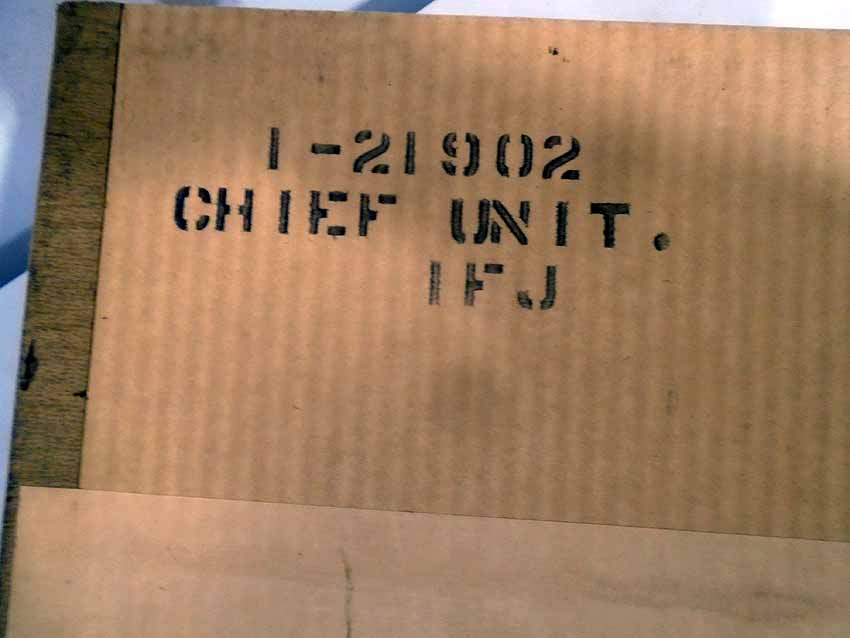 1-21902
CHIEF UNIT.
IFJ